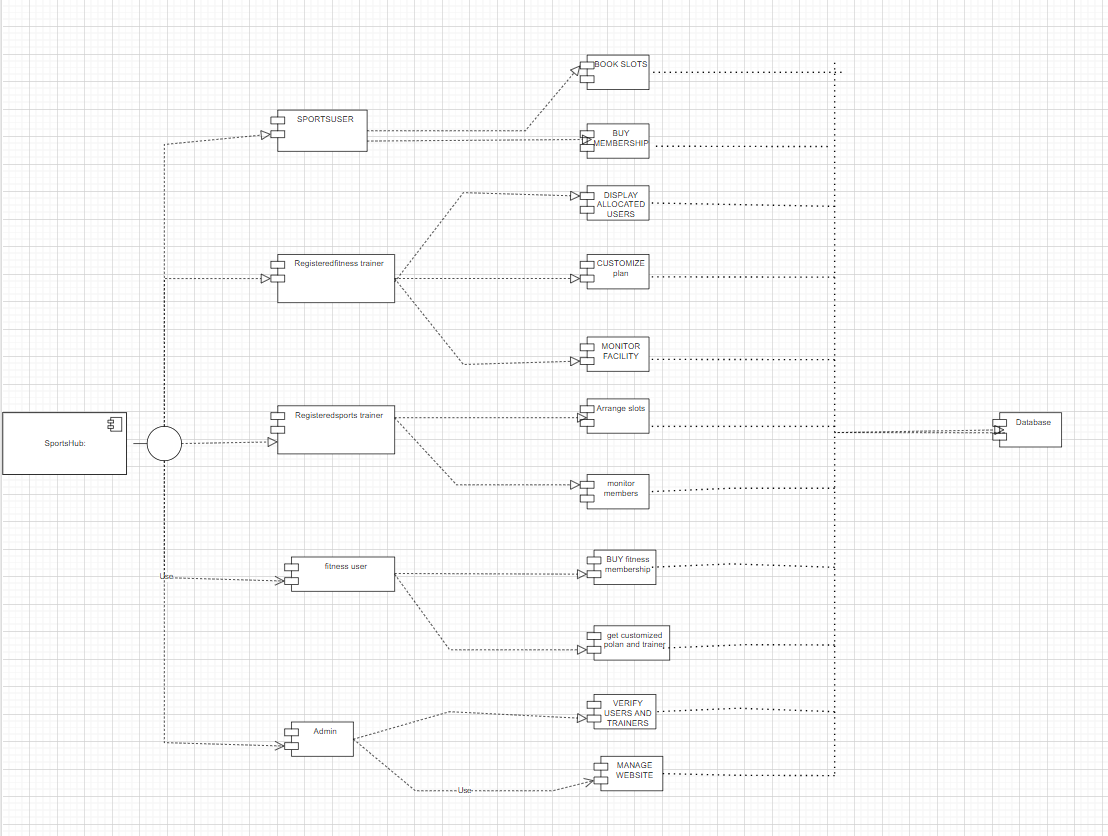 BOOK SLOTS
SPORTSUSER
BUY
MEMBERSHIP
DISPLAY
ALLOCATED
USERS
Registeredfitness trainer
CUSTOMIZE
plan
MONITOR
FACILITY
Registeredsports trainer
Arrange slots
SportsHub:
Database
monitor
members
fitness user
BUY fitness
membership
Use
get customized
polan and trainer
Admin
VERIFY
USERS AND
TRAINERS
MANAGE
WEBSITE
Use